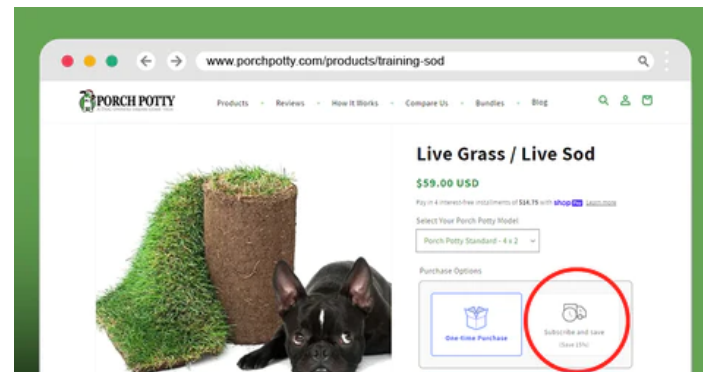 www.porchpotty.com/products/training-sod
PORCH POTTY
Products Reviews How It Works Compare Us Bundles Blog
Live Grass / Live Sod
$59.00 USD
Pay in 4 interest-free installments of $14.75 with shop Pay Learn more
Select Your Porch Potty Model
Porch Potty Standard - 4 x 2
Purchase Options
One-time Purchase
Subscribe and save
(Save 15%)